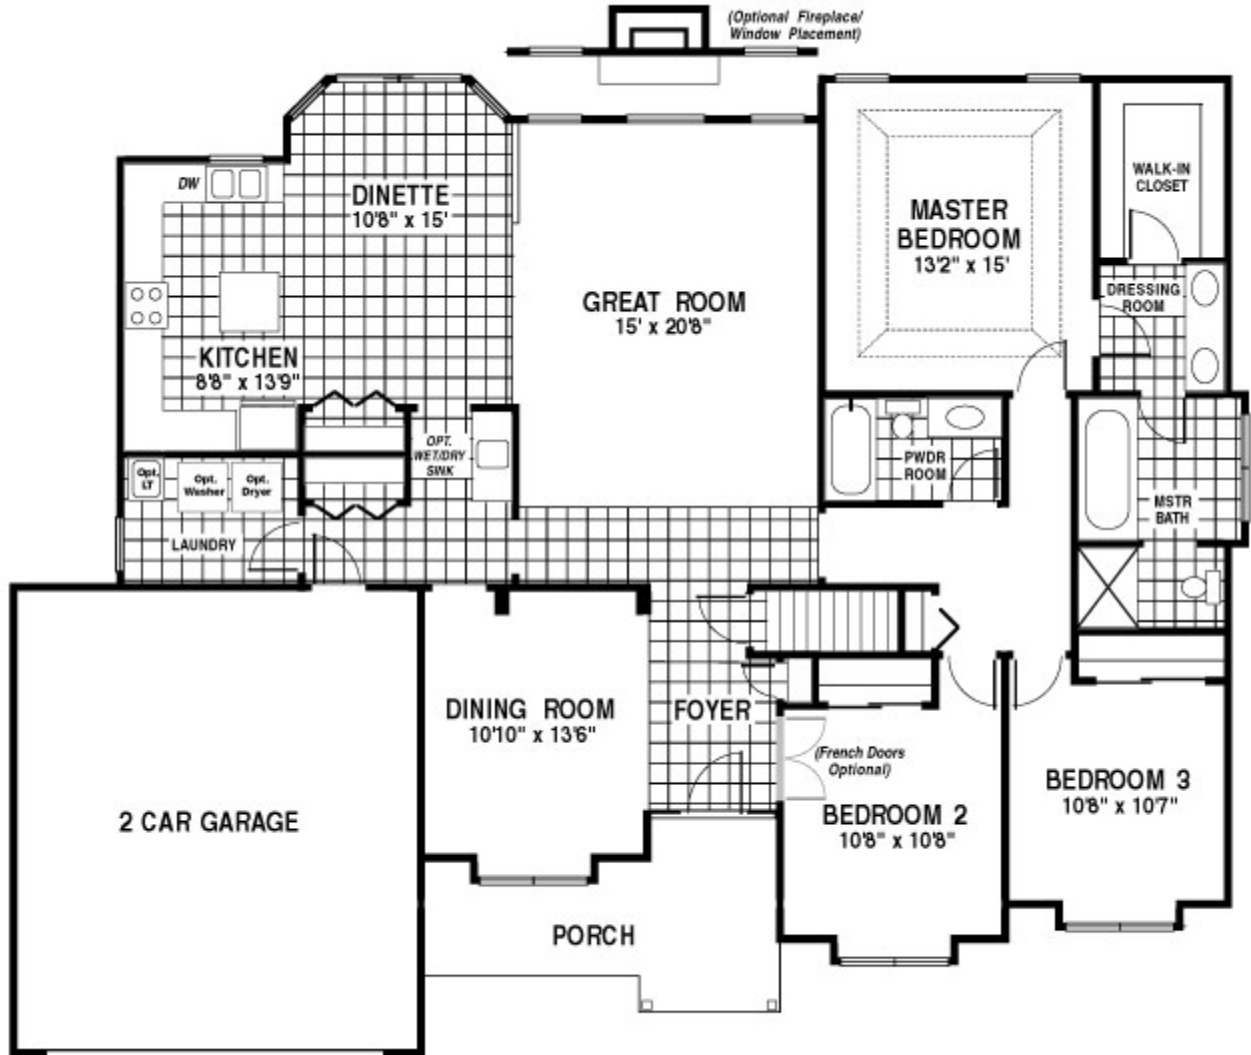 (Optional Fireplace/
Window Placement)
DW
DINETTE
10'8" x 15'
WALK-IN
CLOSET
MASTER
BEDROOM
13'2" x 15'
GREAT ROOM
15' x 20'8"
DRESSING
ROOM
KITCHEN
8'8" x 13'9"
OPT.
WET/DRY
SINK
PWDR
ROOM
Opt.
LT
Opt.
Washer
Opt.
Dryer
MSTR
BATH
LAUNDRY
DINING ROOM
10'10" x 13'6"
FOYER
(French Doors
Optional)
BEDROOM 3
10'8" x 10'7"
2 CAR GARAGE
BEDROOM 2
10'8" x 10'8"
PORCH